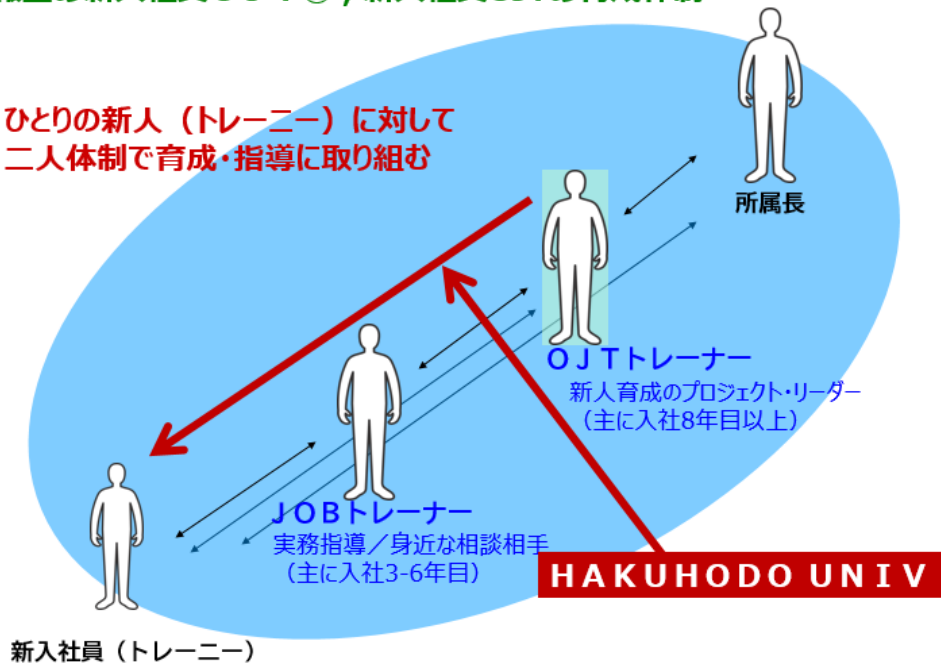 新入社員
ひとりの新人（トレーニー）に対して
二人体制で育成・指導に取り組む
所属長
ＯＪＴトレーナー
新人育成のプロジェクト・リーダー
（主に入社8年目以上）
ＪＯＢトレーナー
実務指導／身近な相談相手
（主に入社3-6年目）
ＨＡＫＵＨＯＤＯ ＵＮＩＶ
新入社員（トレーニー）